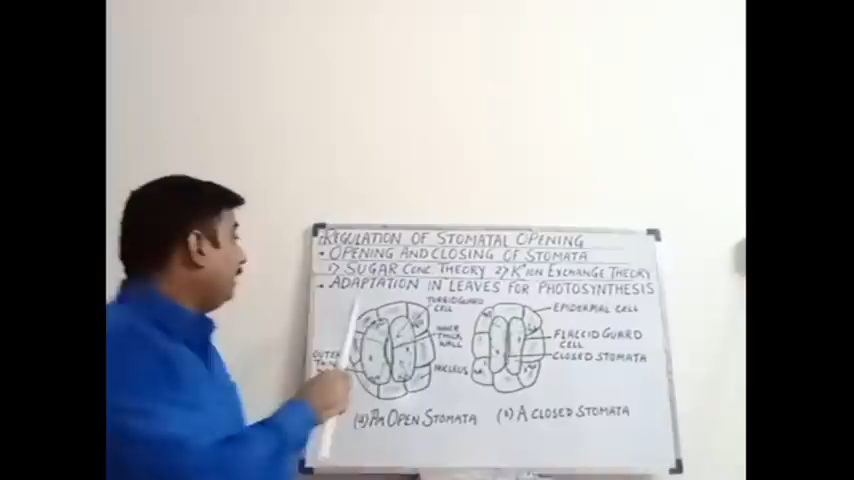 • REGULATION OF STOMATAL OPENING
• OPENING AND CLOSING OF STOMATA
1) SUGAR CONC THEORY 2) K⁺ ION EXCHANGE THEORY
• ADAPTATION IN LEAVES FOR PHOTOSYNTHESIS
TURGID GUARD
CELL
INNER
THICK
WALL
OUTER
THIN
NUCLEUS
EPIDERMAL CELL
FLACCID GUARD
CELL
CLOSED STOMATA
AN OPEN STOMATA
A CLOSED STOMATA